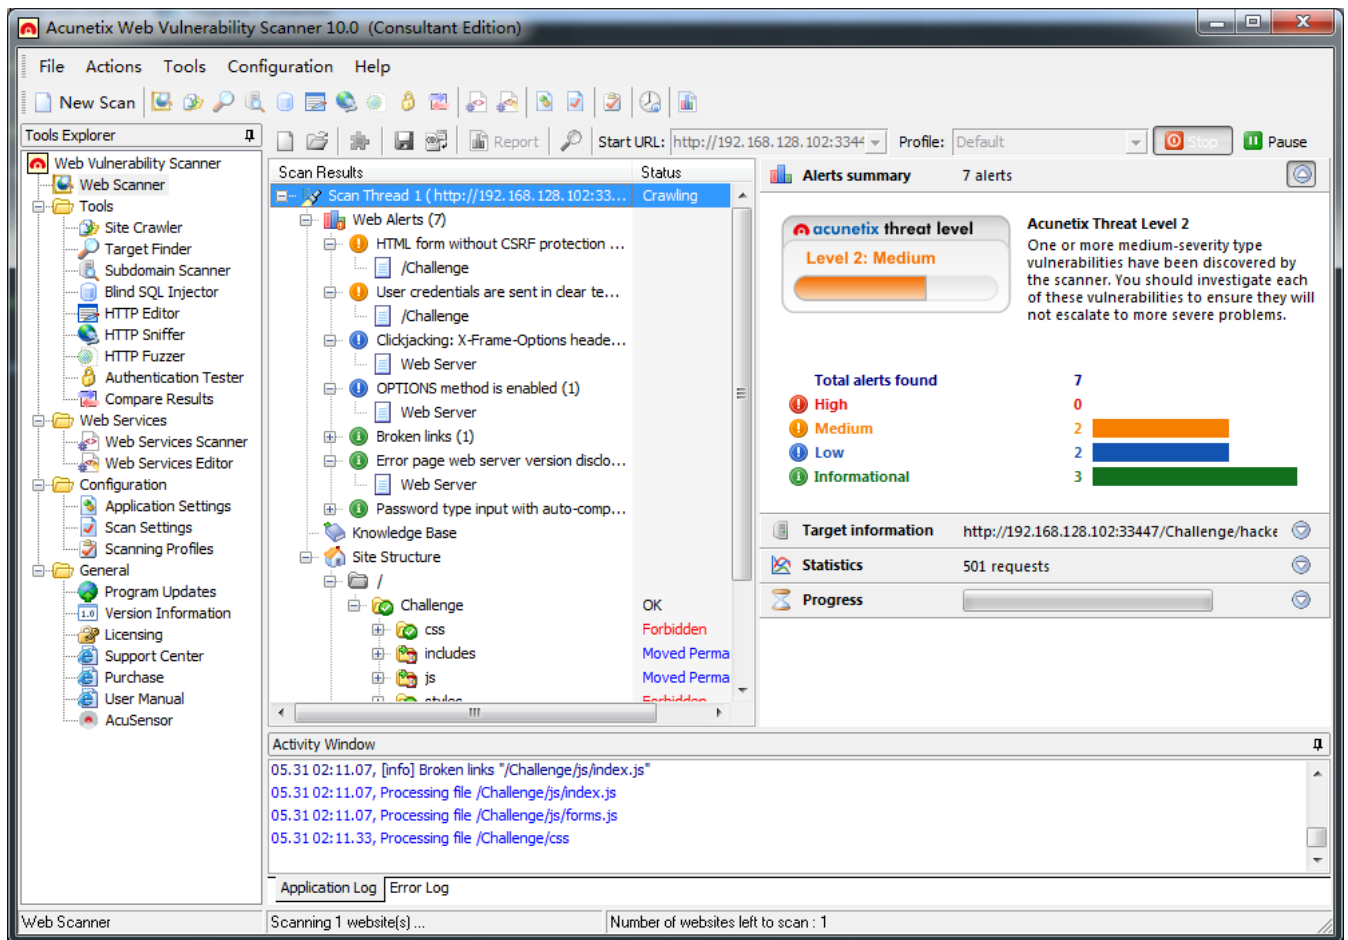 Acunetix Web Vulnerability Scanner 10.0 (Consultant Edition)
File Actions Tools Configuration Help
New Scan
Tools Explorer
Report
Start URL: http://192.168.128.102:3344
Profile: Default
Stop
Pause
Web Vulnerability Scanner
Web Scanner
Tools
Site Crawler
Target Finder
Subdomain Scanner
Blind SQL Injector
HTTP Editor
HTTP Sniffer
HTTP Fuzzer
Authentication Tester
Compare Results
Web Services
Web Services Scanner
Web Services Editor
Configuration
Application Settings
Scan Settings
Scanning Profiles
General
Program Updates
1.0 Version Information
Licensing
Support Center
Purchase
User Manual
AcuSensor
Scan Results Status
Scan Thread 1 ( http://192.168.128.102:33... Crawling
Web Alerts (7)
HTML form without CSRF protection ...
/Challenge
User credentials are sent in clear te...
/Challenge
Clickjacking: X-Frame-Options heade...
Web Server
OPTIONS method is enabled (1)
Web Server
Broken links (1)
Error page web server version disclo...
Web Server
Password type input with auto-comp...
Knowledge Base
Site Structure
/
Challenge OK
css Forbidden
includes Moved Perma
js Moved Perma
styles Forbidden
Alerts summary 7 alerts
acunetix threat level
Level 2: Medium
Acunetix Threat Level 2
One or more medium-severity type
vulnerabilities have been discovered by
the scanner. You should investigate each
of these vulnerabilities to ensure they will
not escalate to more severe problems.
Total alerts found 7
High 0
Medium 2
Low 2
Informational 3
Target information http://192.168.128.102:33447/Challenge/hacke
Statistics 501 requests
Progress
Activity Window
05.31 02:11.07, [info] Broken links "/Challenge/js/index.js"
05.31 02:11.07, Processing file /Challenge/js/index.js
05.31 02:11.07, Processing file /Challenge/js/forms.js
05.31 02:11.33, Processing file /Challenge/css
Application Log Error Log
Web Scanner
Scanning 1 website(s) ...
Number of websites left to scan : 1